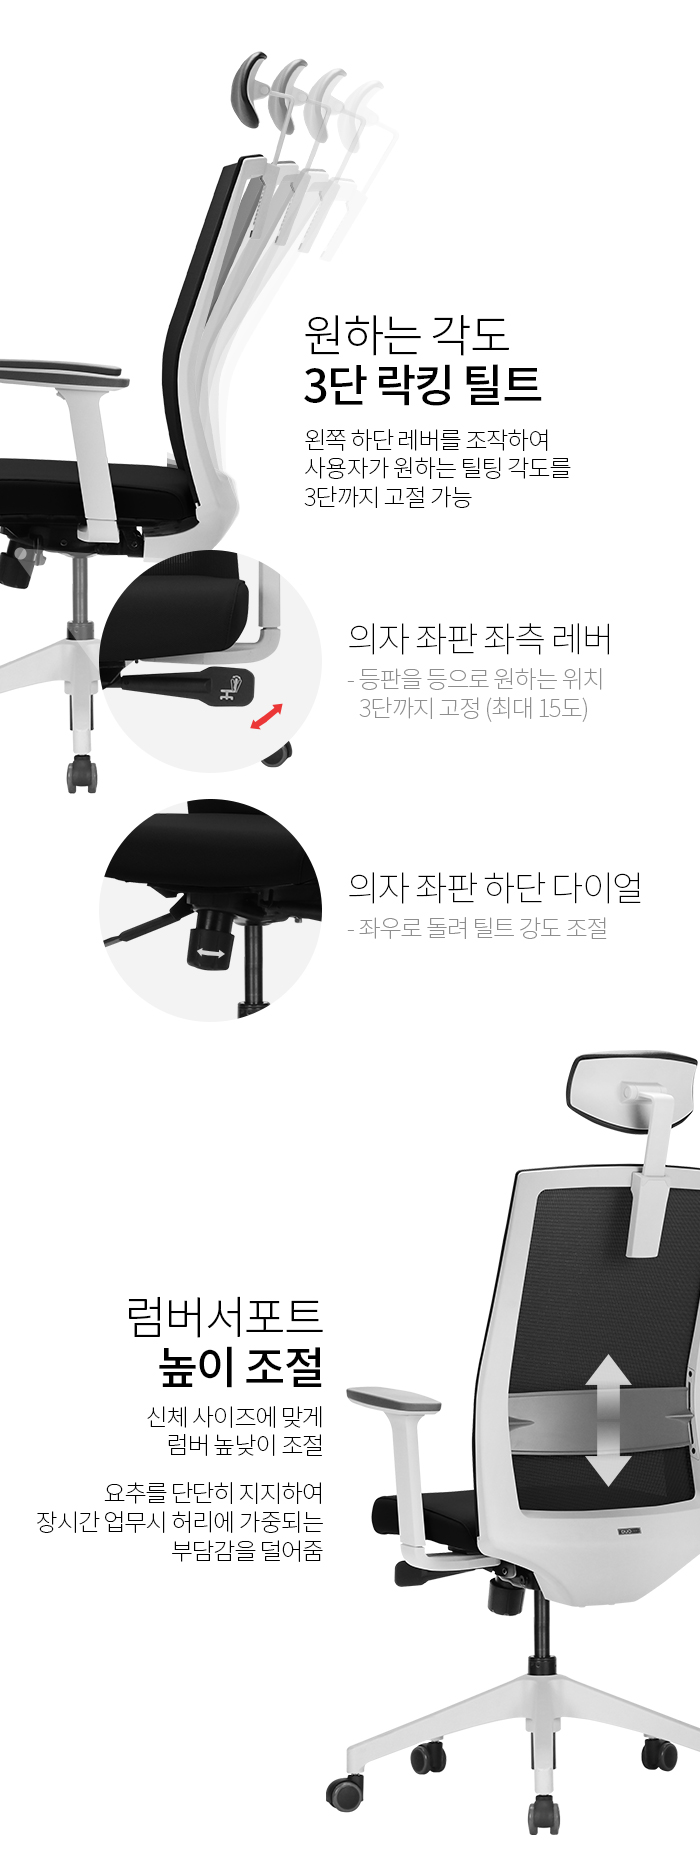 원하는 각도
3단 락킹 틸트
왼쪽 하단 레버를 조작하여
사용자가 원하는 틸팅 각도를
3단까지 고절 가능
의자 좌판 좌측 레버
- 등판을 등으로 원하는 위치
3단까지 고정 (최대 15도)
의자 좌판 하단 다이얼
- 좌우로 돌려 틸트 강도 조절
럼버서포트
높이 조절
신체 사이즈에 맞게
럼버 높낮이 조절
요추를 단단히 지지하여
장시간 업무시 허리에 가중되는
부담감을 덜어줌